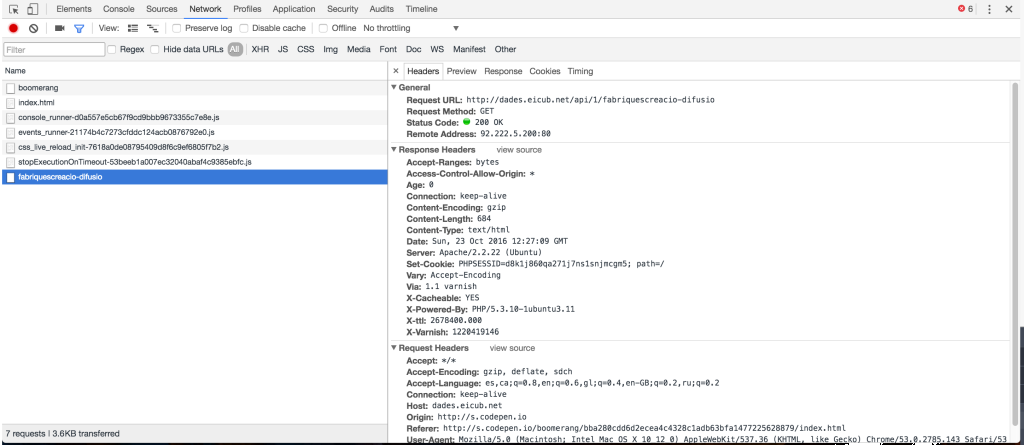 Elements Console Sources Network Profiles Application Security Audits Timeline 6
View: Preserve log Disable cache Offline No throttling
Filter Regex Hide data URLs All XHR JS CSS Img Media Font Doc WS Manifest Other
Name
boomerang
index.html
console_runner-d0a557e5cb67f9cd9bbb9673355c7e8e.js
events_runner-21174b4c7273cfddc124acb0876792e0.js
css_live_reload_init-7618a0de08795409d8f6c9ef6805f7b2.js
stopExecutionOnTimeout-53beeb1a007ec32040abaf4c9385ebfc.js
fabriquescreacio-difusio
7 requests | 3.6KB transferred
Headers Preview Response Cookies Timing
General
Request URL: http://dades.eicub.net/api/1/fabriquescreacio-difusio
Request Method: GET
Status Code: 200 OK
Remote Address: 92.222.5.200:80
Response Headers view source
Accept-Ranges: bytes
Access-Control-Allow-Origin: *
Age: 0
Connection: keep-alive
Content-Encoding: gzip
Content-Length: 684
Content-Type: text/html
Date: Sun, 23 Oct 2016 12:27:09 GMT
Server: Apache/2.2.22 (Ubuntu)
Set-Cookie: PHPSESSID=d8k1j860qa271j7ns1snjmcgm5; path=/
Vary: Accept-Encoding
Via: 1.1 varnish
X-Cacheable: YES
X-Powered-By: PHP/5.3.10-1ubuntu3.11
X-ttl: 2678400.000
X-Varnish: 1220419146
Request Headers view source
Accept: */*
Accept-Encoding: gzip, deflate, sdch
Accept-Language: es,ca;q=0.8,en;q=0.6,gl;q=0.4,en-GB;q=0.2,ru;q=0.2
Connection: keep-alive
Host: dades.eicub.net
Origin: http://s.codepen.io
Referer: http://s.codepen.io/boomerang/bba280cdd6d2ecea4c4328c1adb63bfa1477225628879/index.html
User-Agent: Mozilla/5.0 (Macintosh; Intel Mac OS X 10_12_0) AppleWebKit/537.36 (KHTML, like Gecko) Chrome/53.0.2785.143 Safari/53